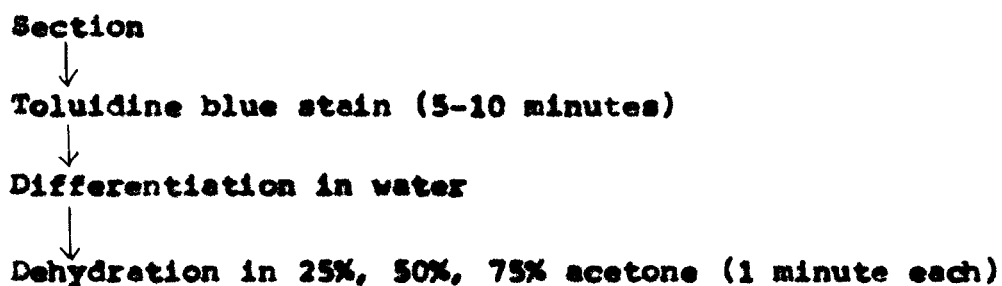 Section
Toluidine blue stain (5-10 minutes)
Differentiation in water
Dehydration in 25%, 50%, 75% acetone (1 minute each)